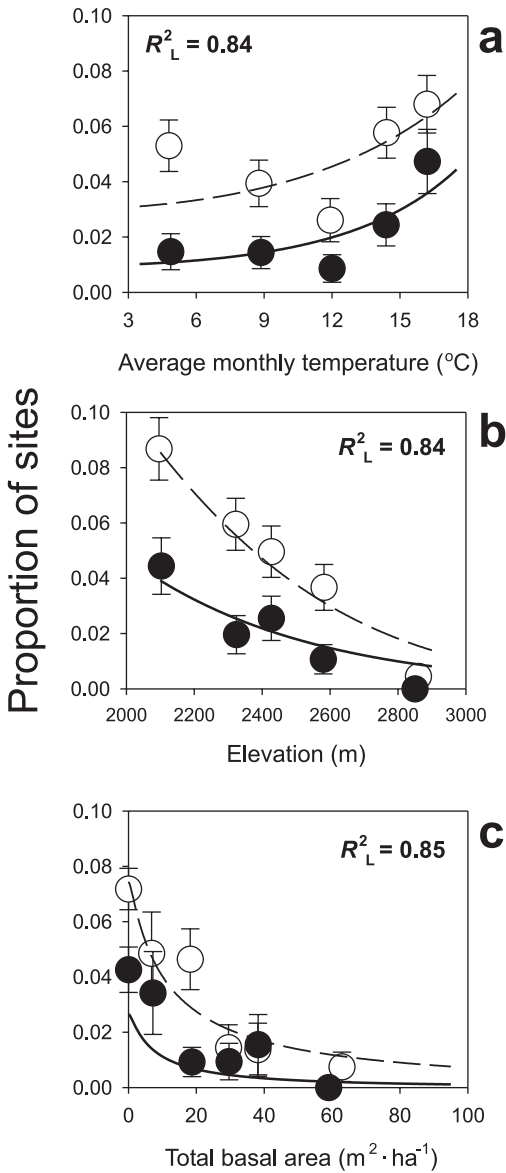 Proportion of sites
a
R²L = 0.84
0.10
0.08
0.06
0.04
0.02
0.00
3 6 9 12 15 18
Average monthly temperature (oC)
b
R²L = 0.84
0.10
0.08
0.06
0.04
0.02
0.00
2000 2200 2400 2600 2800 3000
Elevation (m)
c
R²L = 0.85
0.10
0.08
0.06
0.04
0.02
0.00
0 20 40 60 80 100
Total basal area (m²·ha⁻¹)